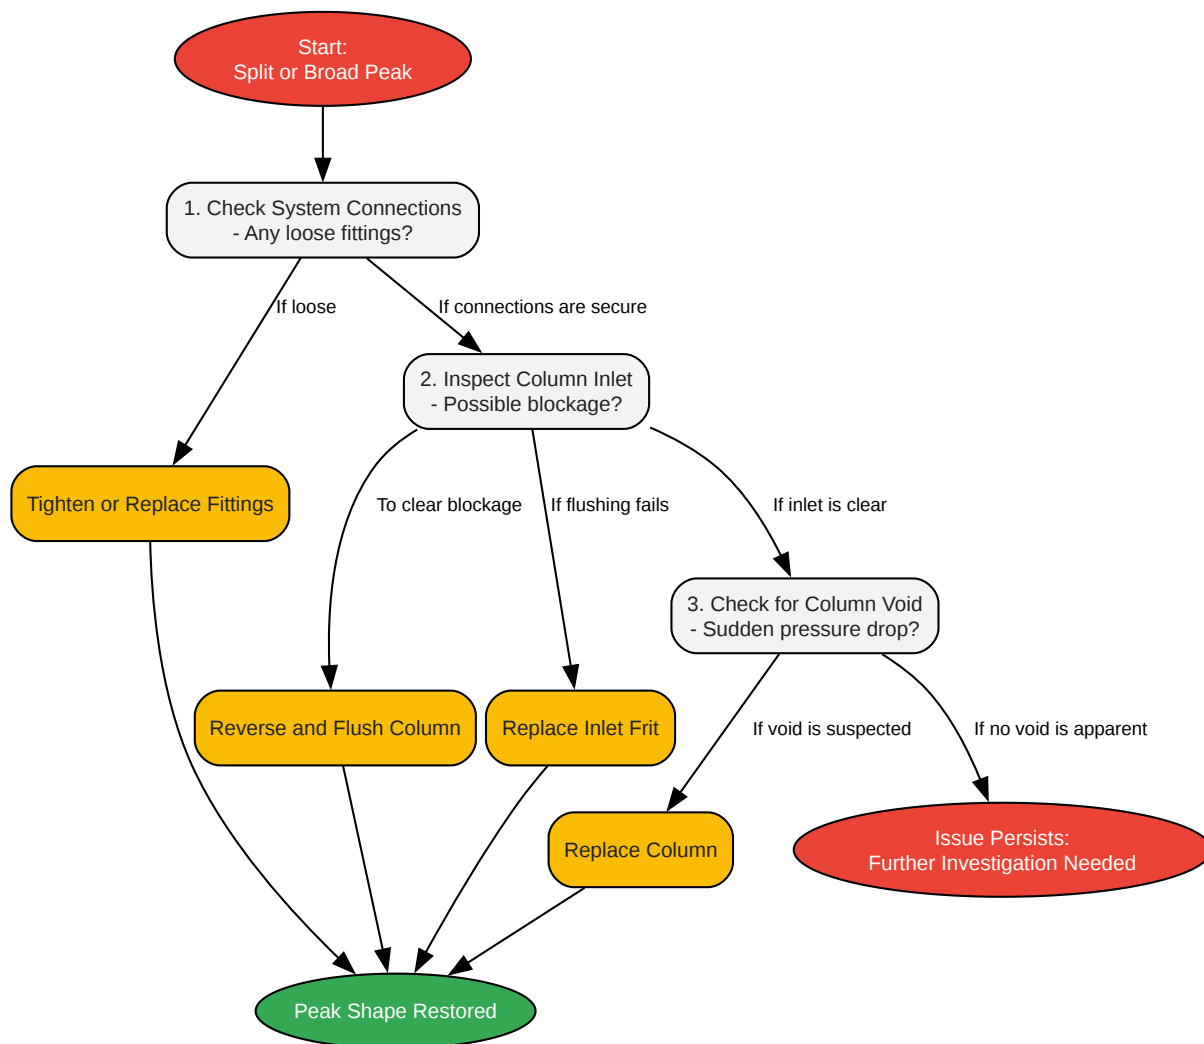 Start:
Split or Broad Peak
1. Check System Connections
- Any loose fittings?
If loose
If connections are secure
2. Inspect Column Inlet
- Possible blockage?
Tighten or Replace Fittings
To clear blockage
If flushing fails
If inlet is clear
3. Check for Column Void
- Sudden pressure drop?
Reverse and Flush Column
Replace Inlet Frit
If void is suspected
If no void is apparent
Replace Column
Issue Persists:
Further Investigation Needed
Peak Shape Restored